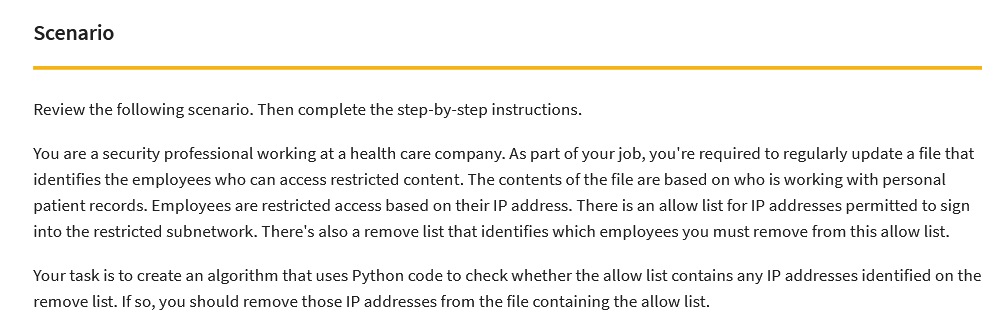 Scenario
Review the following scenario. Then complete the step-by-step instructions.
You are a security professional working at a health care company. As part of your job, you're required to regularly update a file that
identifies the employees who can access restricted content. The contents of the file are based on who is working with personal
patient records. Employees are restricted access based on their IP address. There is an allow list for IP addresses permitted to sign
into the restricted subnetwork. There's also a remove list that identifies which employees you must remove from this allow list.
Your task is to create an algorithm that uses Python code to check whether the allow list contains any IP addresses identified on the
remove list. If so, you should remove those IP addresses from the file containing the allow list.